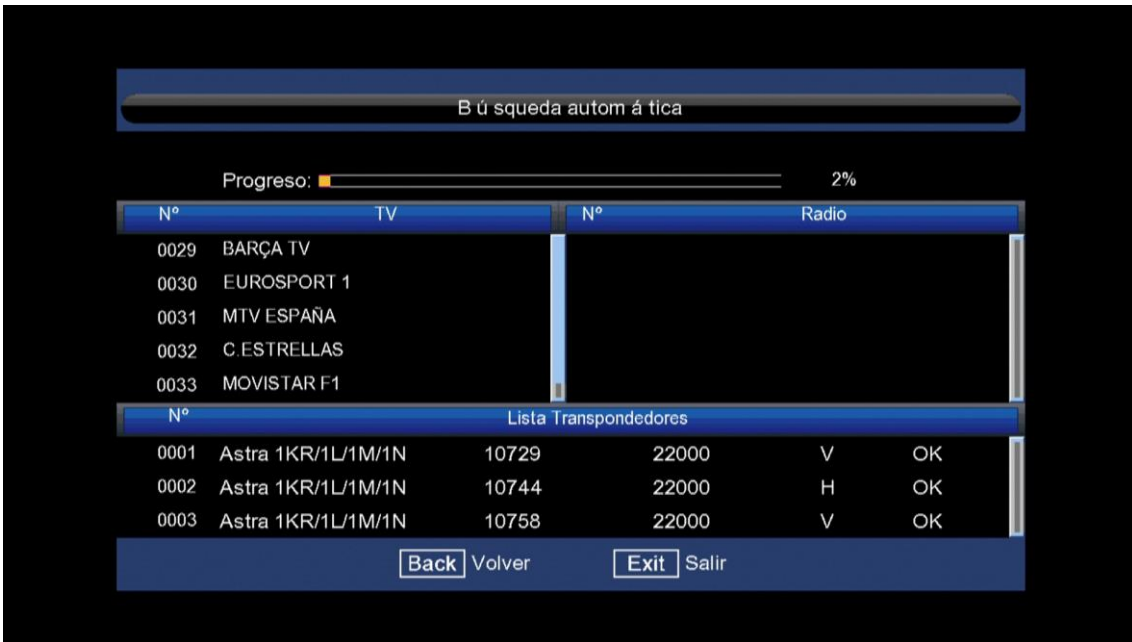 B ú squeda autom á tica
Progreso: 2%
Nº TV Nº Radio
0029 BARÇA TV
0030 EUROSPORT 1
0031 MTV ESPAÑA
0032 C.ESTRELLAS
0033 MOVISTAR F1
Nº Lista Transpondedores
0001 Astra 1KR/1L/1M/1N 10729 22000 V OK
0002 Astra 1KR/1L/1M/1N 10744 22000 H OK
0003 Astra 1KR/1L/1M/1N 10758 22000 V OK
Back Volver Exit Salir